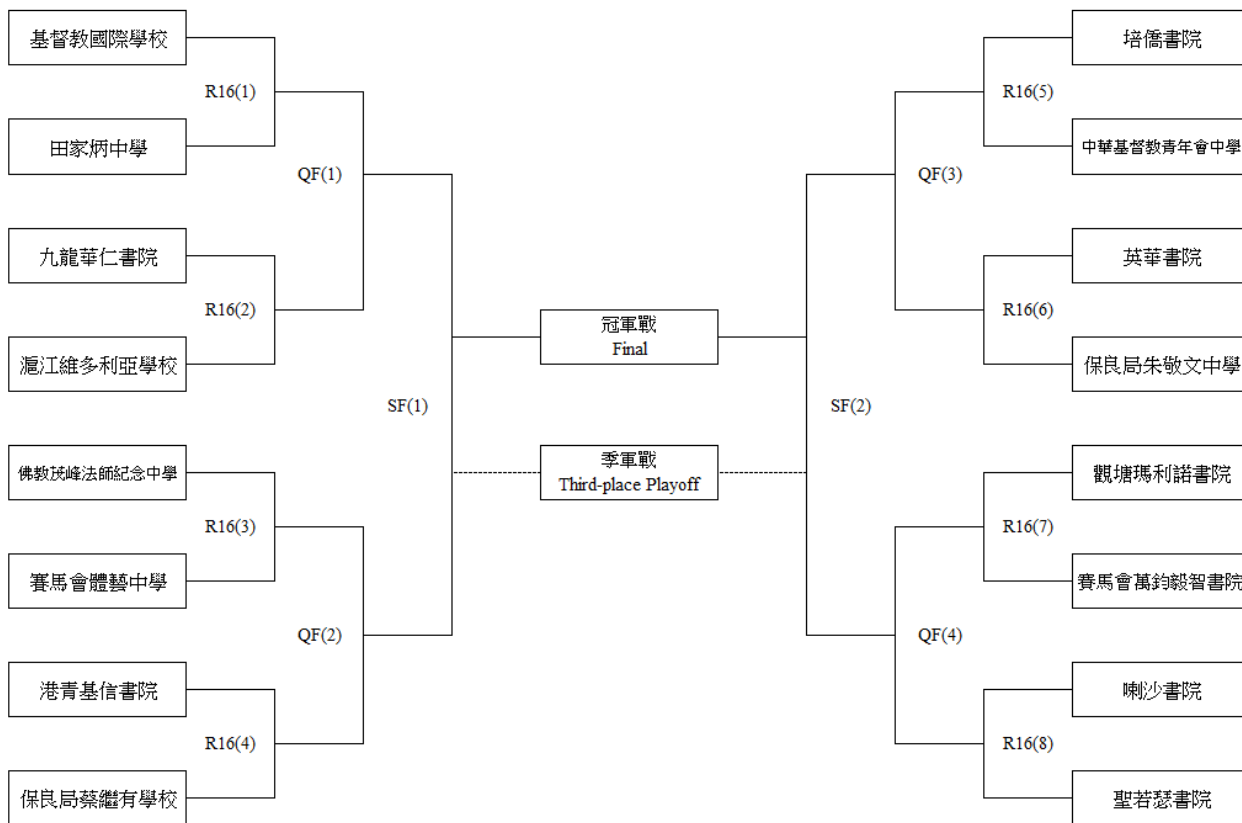 基督教國際學校
R16(1)
田家炳中學
QF(1)
九龍華仁書院
R16(2)
滬江維多利亞學校
SF(1)
佛教茂峰法師紀念中學
R16(3)
賽馬會體藝中學
QF(2)
港青基信書院
R16(4)
保良局蔡繼有學校
冠軍戰
Final
季軍戰
Third-place Playoff
培僑書院
R16(5)
中華基督教青年會中學
QF(3)
英華書院
R16(6)
保良局朱敬文中學
SF(2)
觀塘瑪利諾書院
R16(7)
賽馬會萬鈞毅智書院
QF(4)
喇沙書院
R16(8)
聖若瑟書院